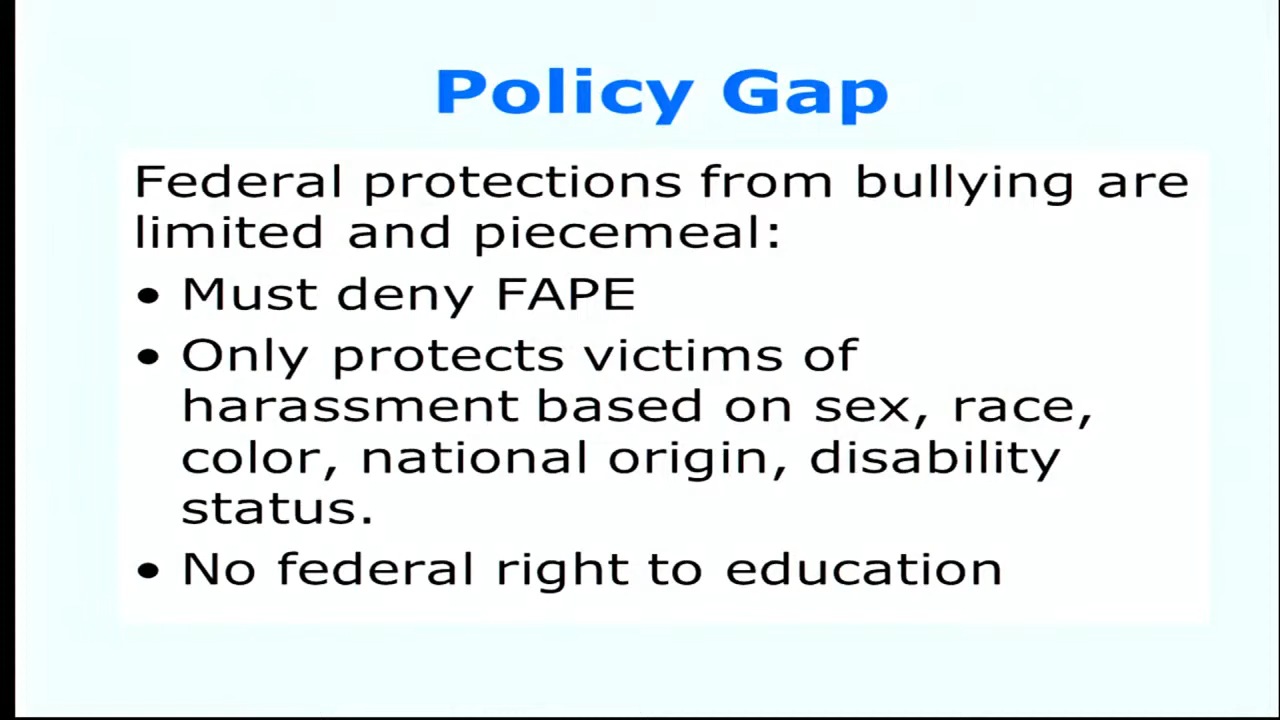 Policy Gap
Federal protections from bullying are
limited and piecemeal:
• Must deny FAPE
• Only protects victims of
harassment based on sex, race,
color, national origin, disability
status.
• No federal right to education